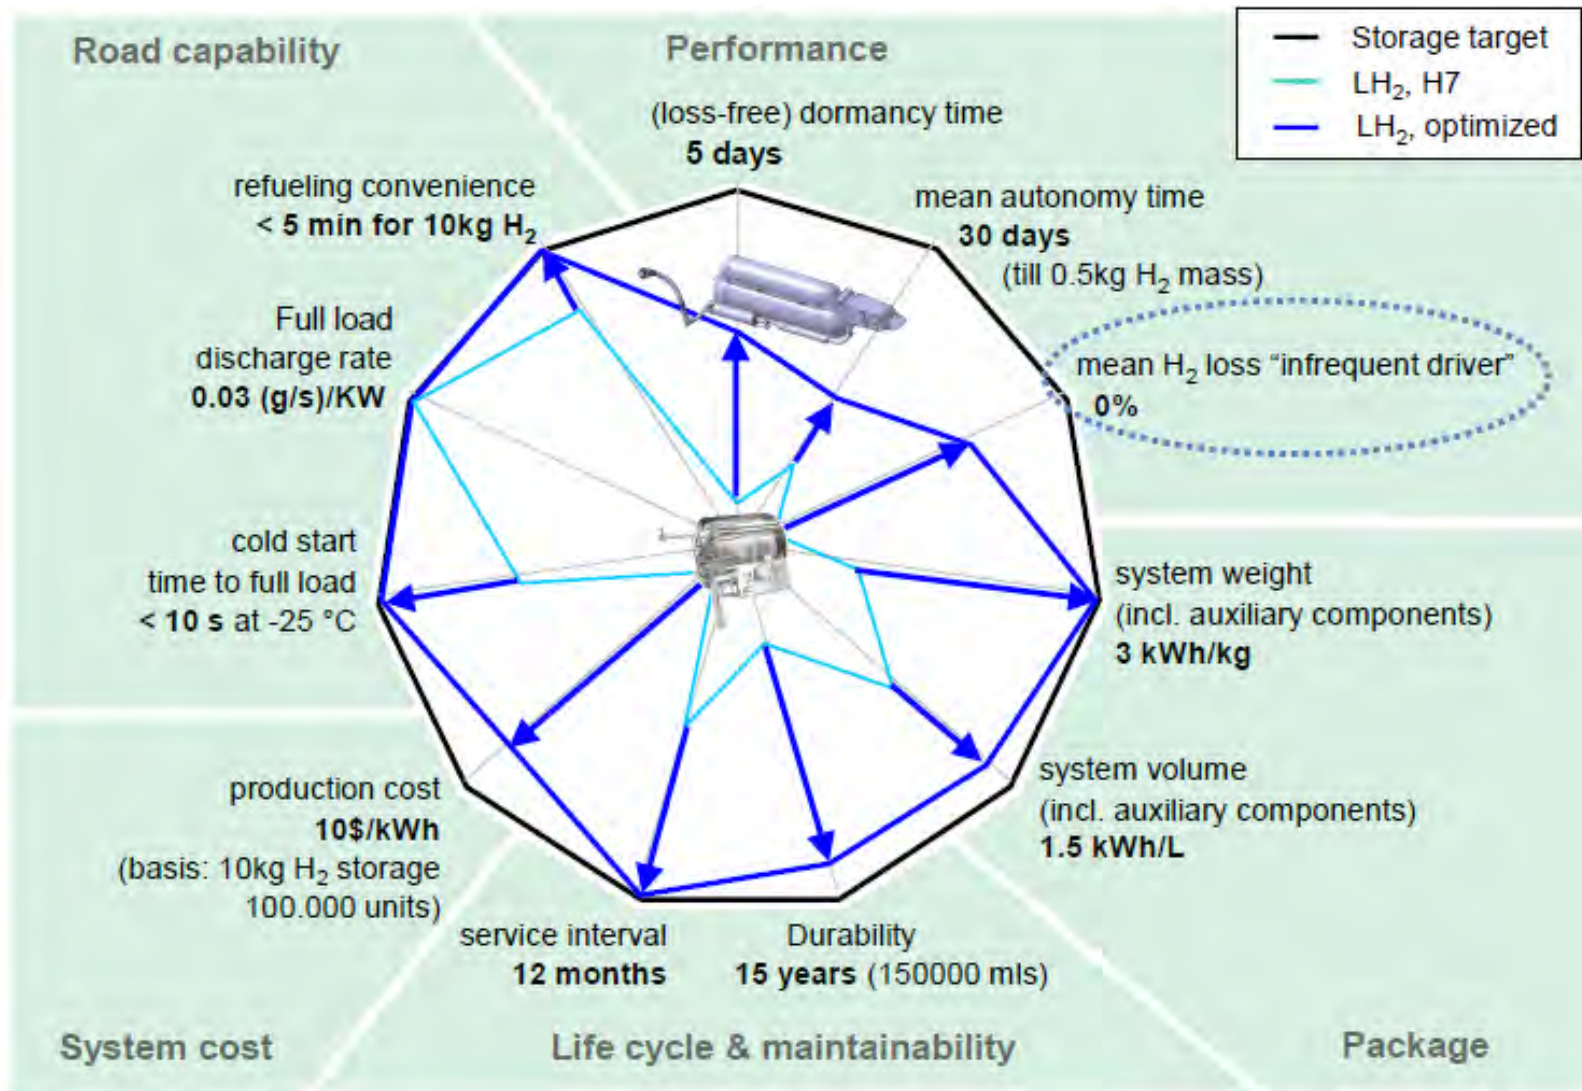 Road capability
Performance
Storage target
LH₂, H7
LH₂, optimized
(loss-free) dormancy time
5 days
refueling convenience
< 5 min for 10kg H₂
mean autonomy time
30 days
(till 0.5kg H₂ mass)
Full load
discharge rate
0.03 (g/s)/KW
mean H₂ loss “infrequent driver”
0%
cold start
time to full load
< 10 s at -25 °C
system weight
(incl. auxiliary components)
3 kWh/kg
system volume
(incl. auxiliary components)
1.5 kWh/L
production cost
10$/kWh
(basis: 10kg H₂ storage
100.000 units)
service interval
12 months
Durability
15 years (150000 mls)
System cost
Life cycle & maintainability
Package